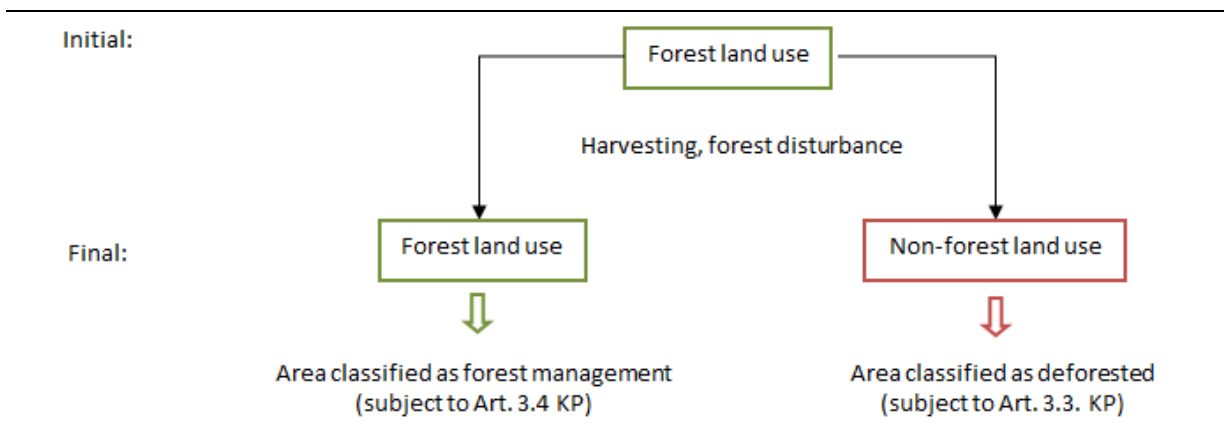 Initial:
Forest land use
Harvesting, forest disturbance
Final:
Forest land use
Non-forest land use
Area classified as forest management
(subject to Art. 3.4 KP)
Area classified as deforested
(subject to Art. 3.3. KP)